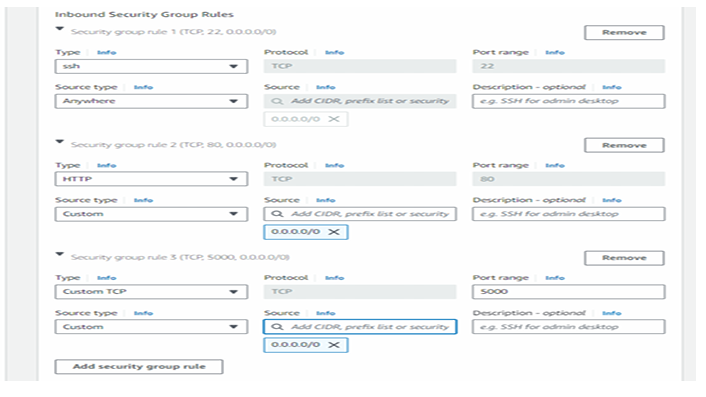 Inbound Security Group Rules
Security group rule 1 (TCP, 22, 0.0.0.0/0) Remove
Type Info Protocol Info Port range Info
ssh TCP 22
Source type Info Source Info Description - optional Info
Anywhere Add CIDR, prefix list or security e.g. SSH for admin desktop
0.0.0.0/0 X
Security group rule 2 (TCP, 80, 0.0.0.0/0) Remove
Type Info Protocol Info Port range Info
HTTP TCP 80
Source type Info Source Info Description - optional Info
Custom Add CIDR, prefix list or security e.g. SSH for admin desktop
0.0.0.0/0 X
Security group rule 3 (TCP, 5000, 0.0.0.0/0) Remove
Type Info Protocol Info Port range Info
Custom TCP TCP 5000
Source type Info Source Info Description - optional Info
Custom Add CIDR, prefix list or security e.g. SSH for admin desktop
0.0.0.0/0 X
Add security group rule